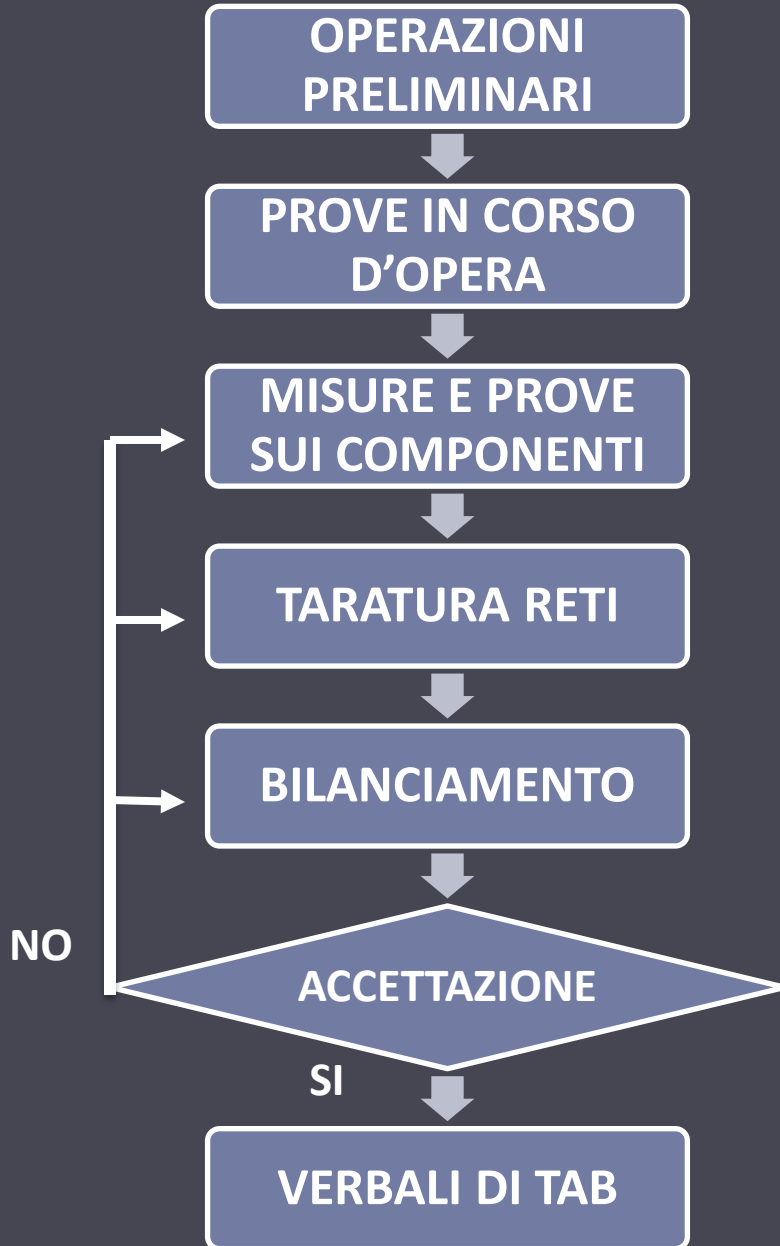 OPERAZIONI
PRELIMINARI
PROVE IN CORSO
D’OPERA
MISURE E PROVE
SUI COMPONENTI
TARATURA RETI
BILANCIAMENTO
NO
ACCETTAZIONE
SI
VERBALI DI TAB